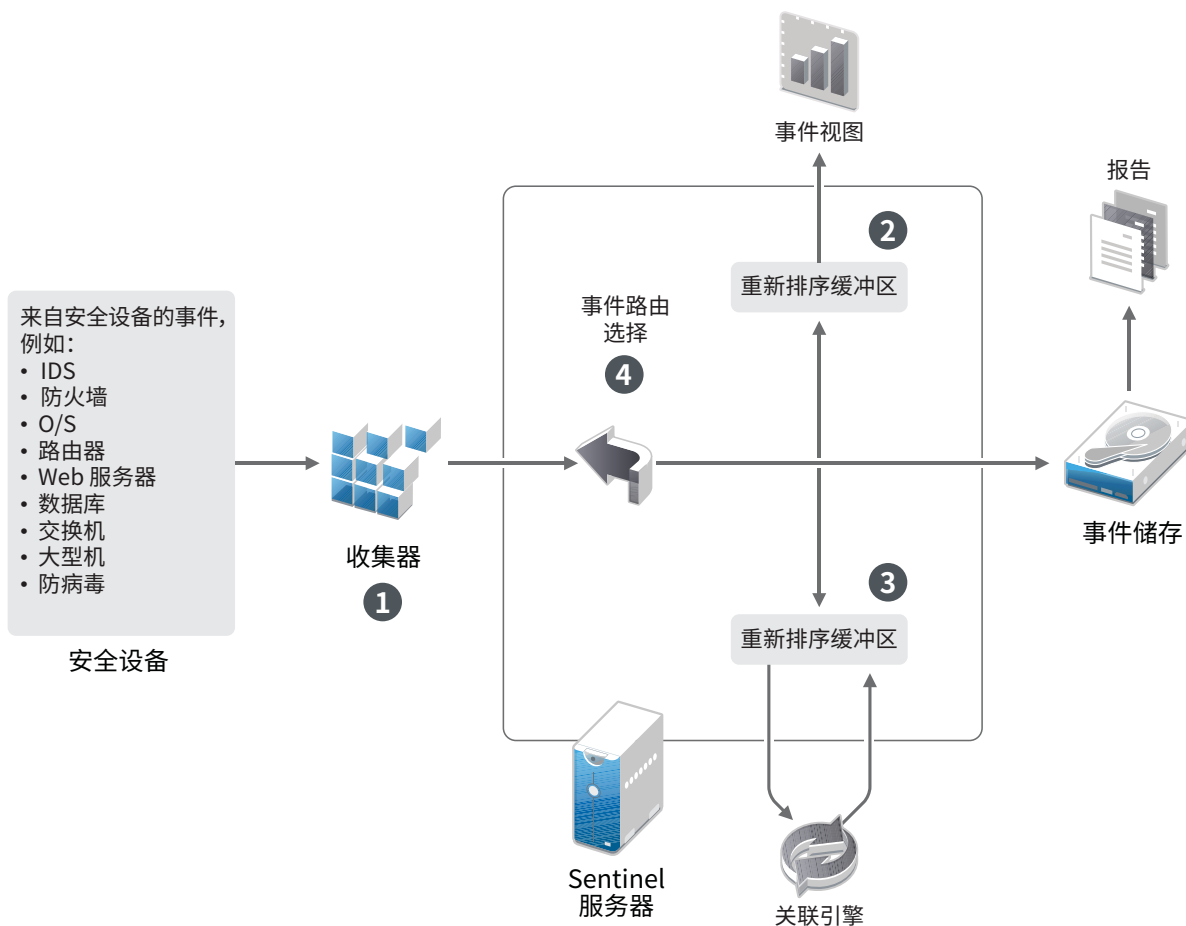 事件视图
报告
2
重新排序缓冲区
事件路由
选择
4
来自安全设备的事件，
例如：
• IDS
• 防火墙
• O/S
• 路由器
• Web 服务器
• 数据库
• 交换机
• 大型机
• 防病毒
安全设备
收集器
1
事件储存
3
重新排序缓冲区
Sentinel
服务器
关联引擎